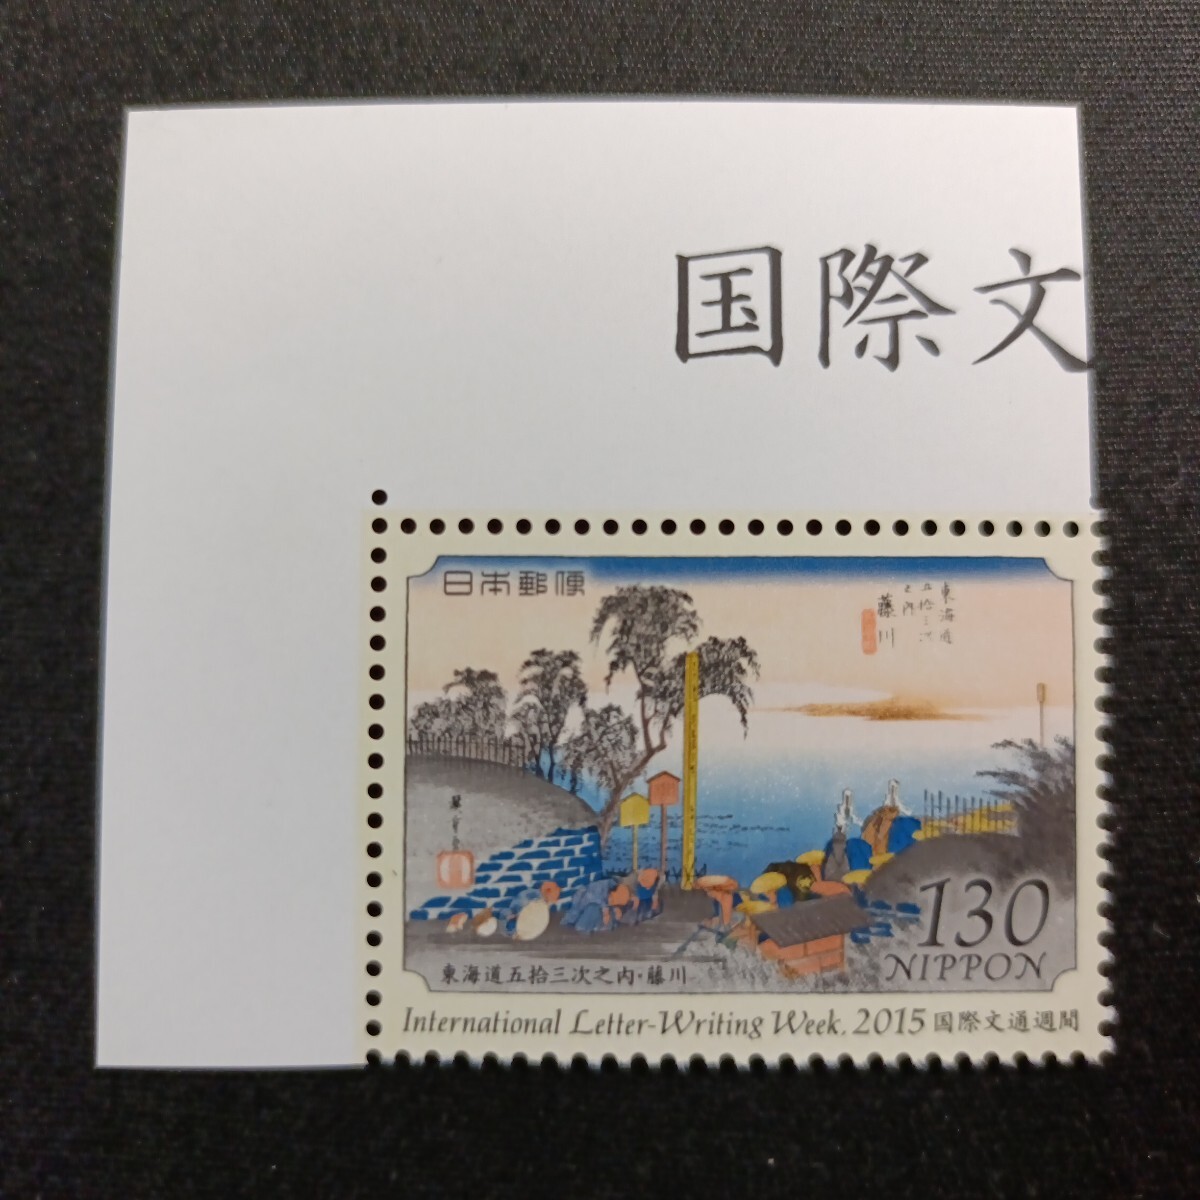 国際文
日本郵便
東海道
五拾三次
之内
藤川
130
NIPPON
東海道五拾三次之内・藤川
International Letter-Writing Week, 2015 国際文通週間